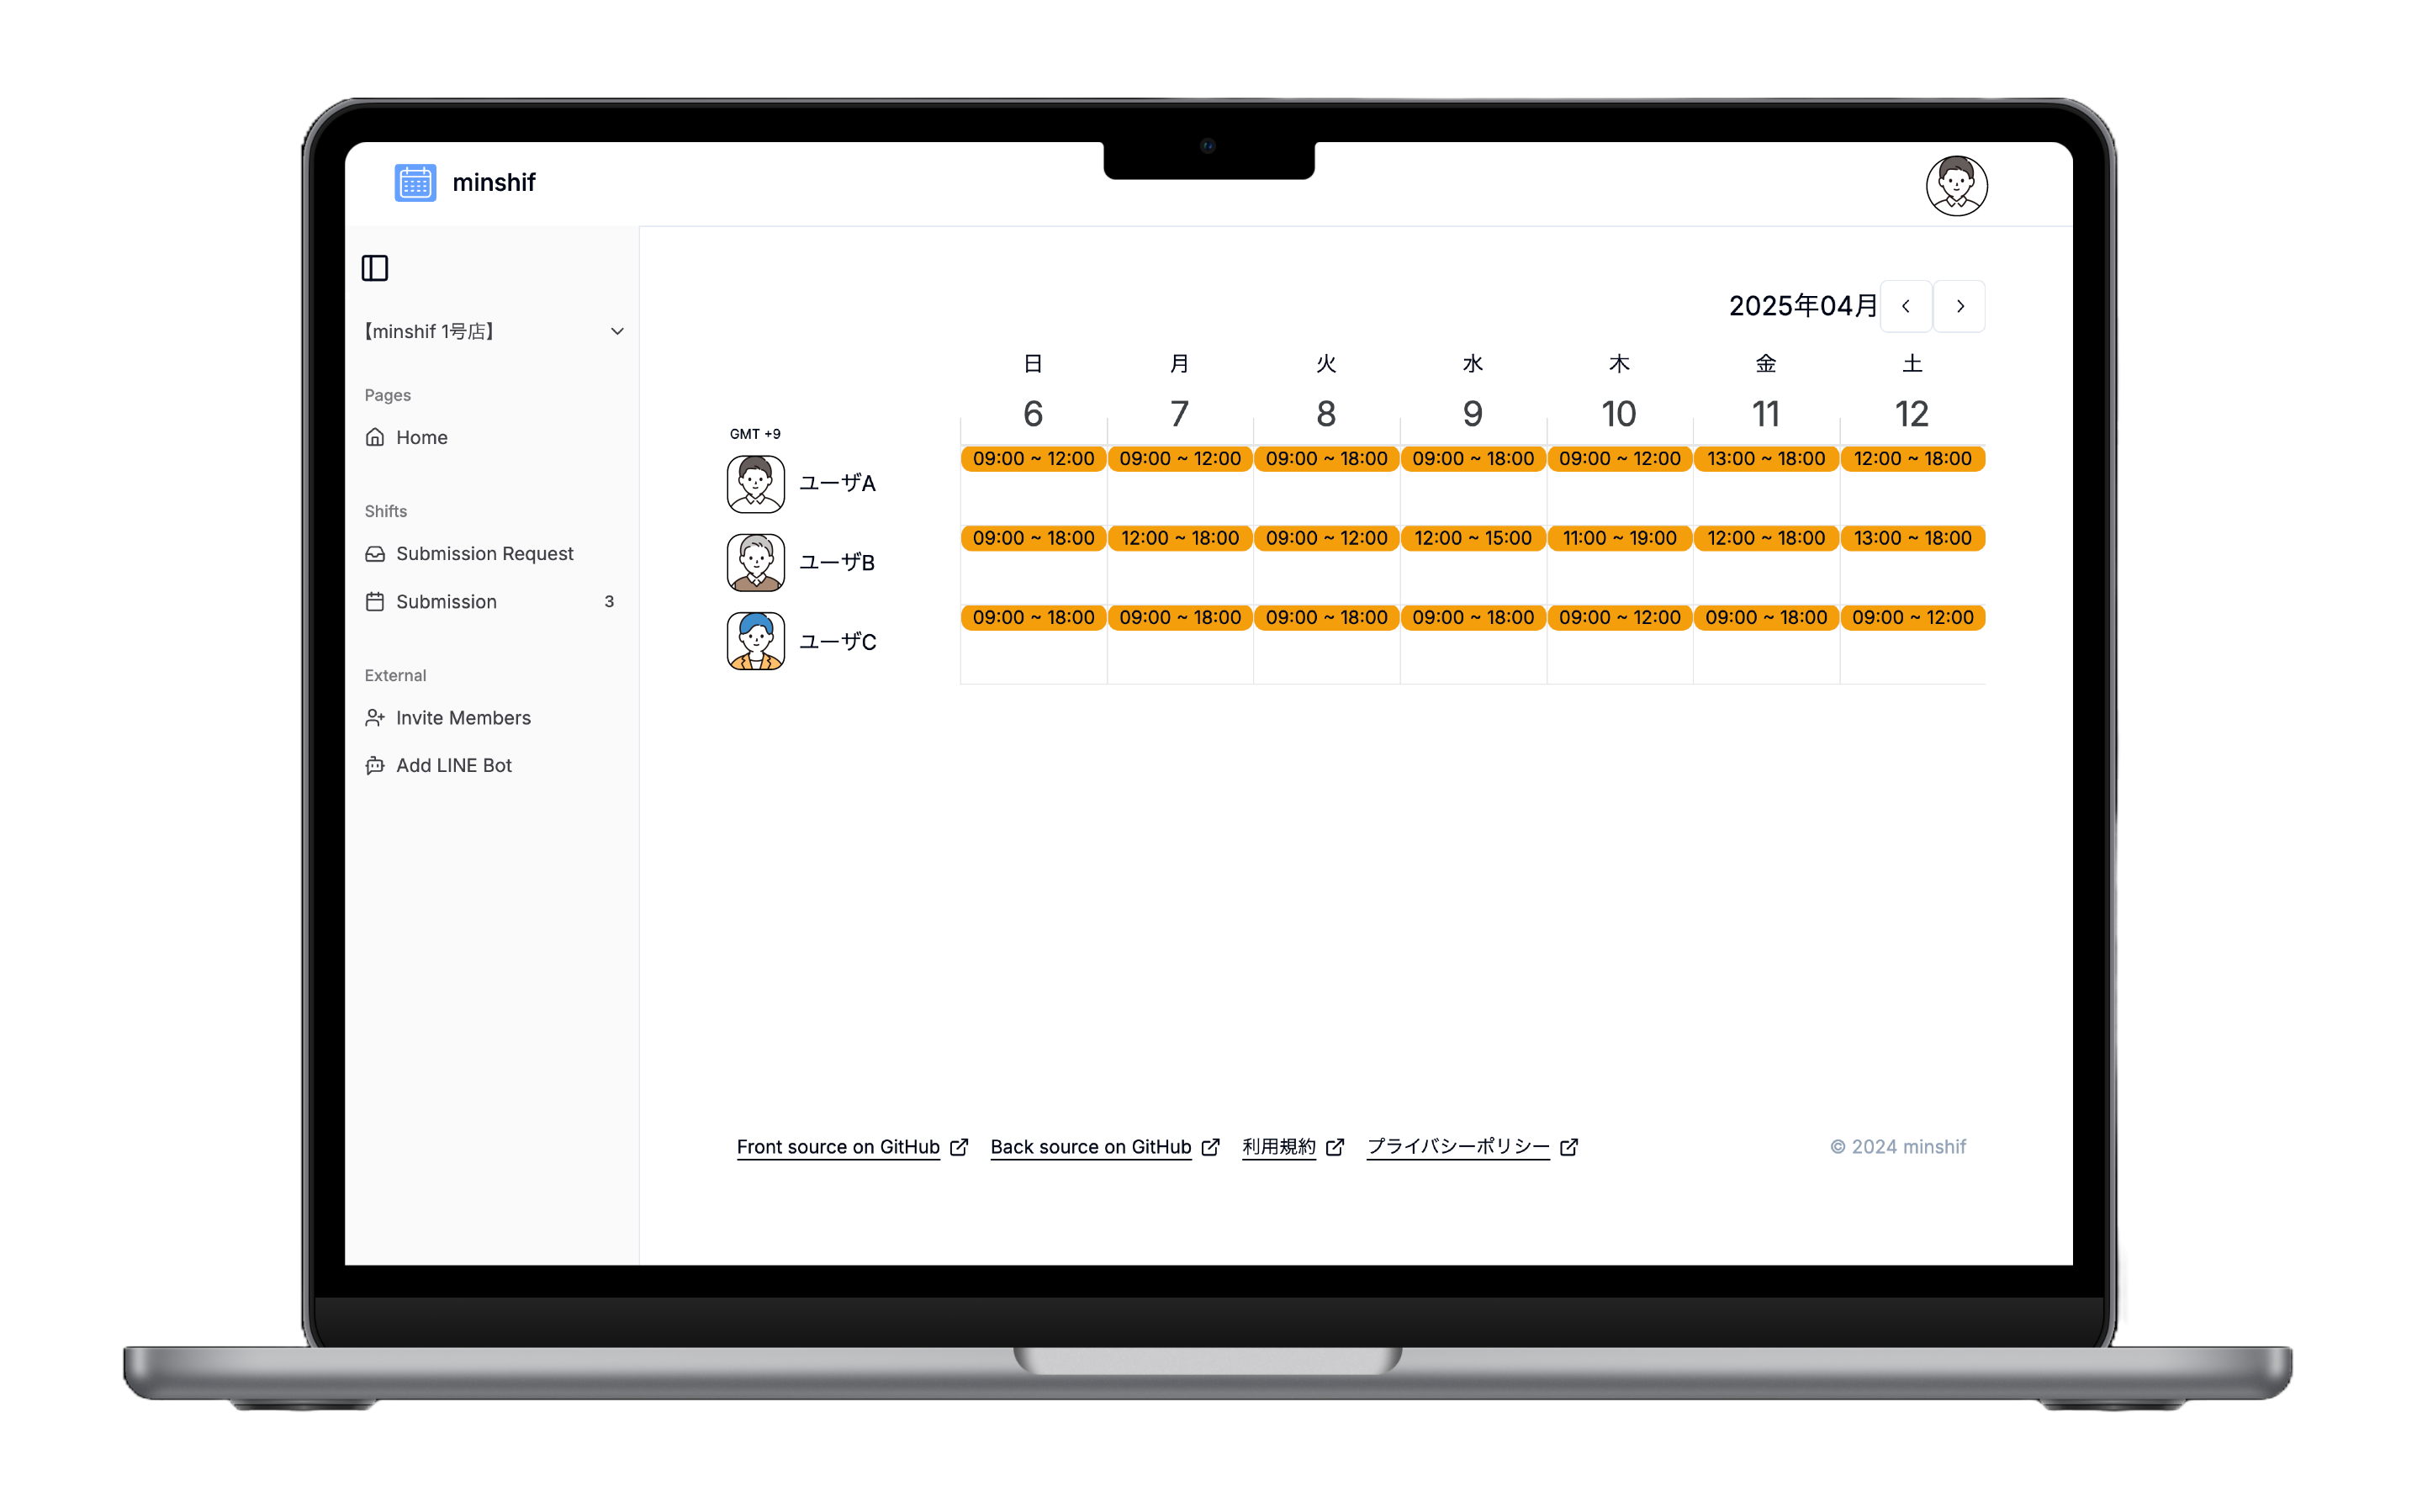 minshif
【minshif 1号店】
Pages
Home
Shifts
Submission Request
Submission 3
External
Invite Members
Add LINE Bot
2025年04月
日 月 火 水 木 金 土
6 7 8 9 10 11 12
GMT +9
ユーザA 09:00 ~ 12:00 09:00 ~ 12:00 09:00 ~ 18:00 09:00 ~ 18:00 09:00 ~ 12:00 13:00 ~ 18:00 12:00 ~ 18:00
ユーザB 09:00 ~ 18:00 12:00 ~ 18:00 09:00 ~ 12:00 12:00 ~ 15:00 11:00 ~ 19:00 12:00 ~ 18:00 13:00 ~ 18:00
ユーザC 09:00 ~ 18:00 09:00 ~ 18:00 09:00 ~ 18:00 09:00 ~ 18:00 09:00 ~ 12:00 09:00 ~ 18:00 09:00 ~ 12:00
Front source on GitHub Back source on GitHub 利用規約 プライバシーポリシー © 2024 minshif